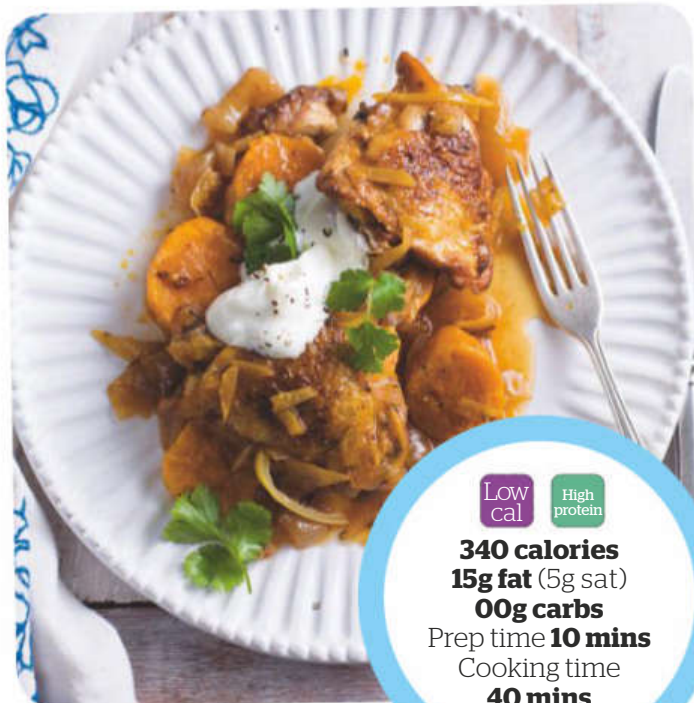 Low
cal
High
protein
340 calories
15g fat (5g sat)
00g carbs
Prep time 10 mins
Cooking time
40 mins